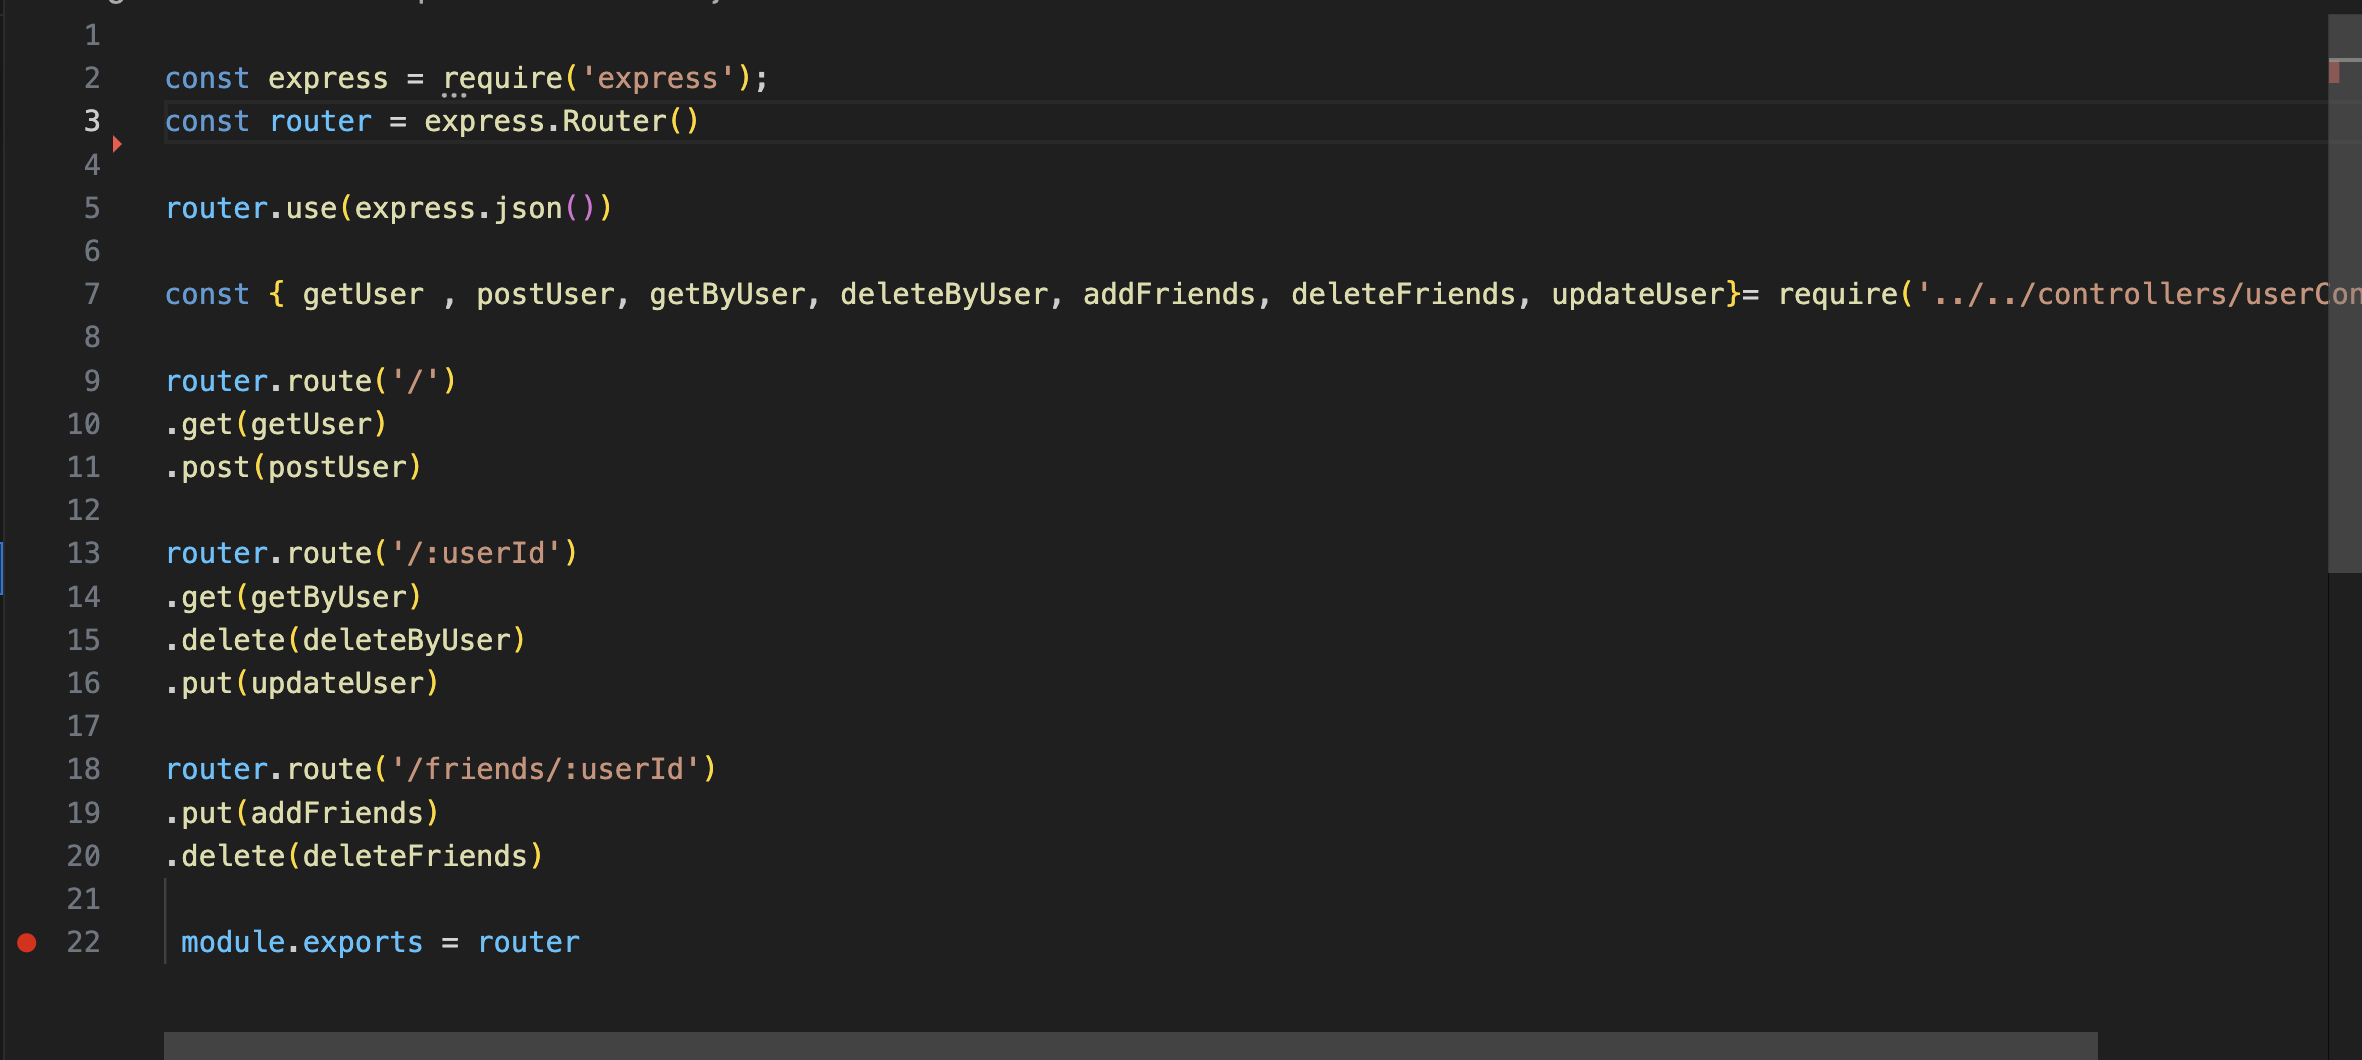 1
2 const express = require('express');
3 const router = express.Router()
4
5 router.use(express.json())
6
7 const { getUser , postUser, getByUser, deleteByUser, addFriends, deleteFriends, updateUser}= require('../../controllers/userCon
8
9 router.route('/')
10 .get(getUser)
11 .post(postUser)
12
13 router.route('/:userId')
14 .get(getByUser)
15 .delete(deleteByUser)
16 .put(updateUser)
17
18 router.route('/friends/:userId')
19 .put(addFriends)
20 .delete(deleteFriends)
21
22 module.exports = router